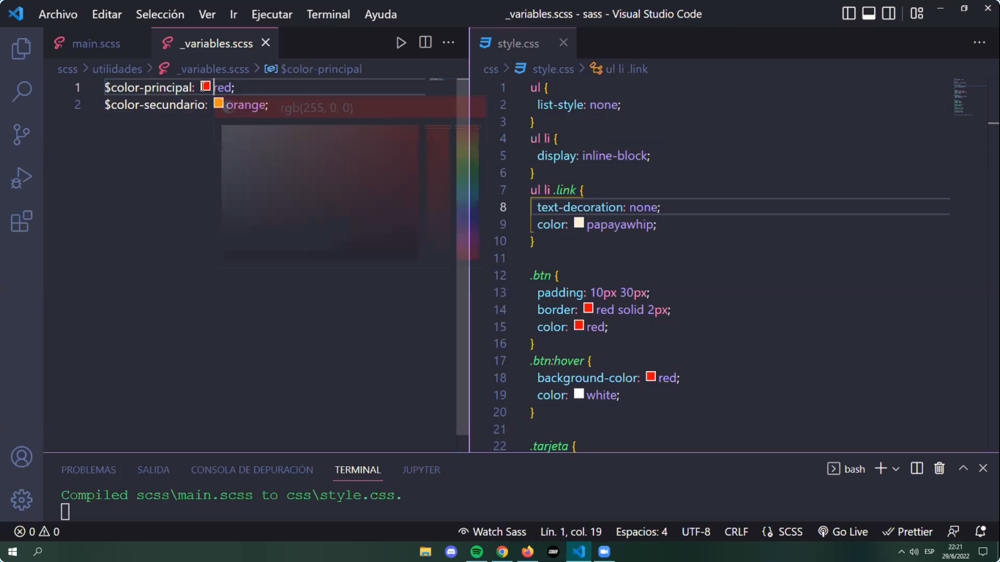 Archivo Editar Selección Ver Ir Ejecutar Terminal Ayuda
_variables.scss - sass - Visual Studio Code
main.scss
_variables.scss
scss > utilidades > _variables.scss > $color-principal
1 $color-principal: red;
2 $color-secundario: orange;
rgb(255, 0, 0)
style.css
css > style.css > ul li .link
1 ul {
2 list-style: none;
3 }
4 ul li {
5 display: inline-block;
6 }
7 ul li .link {
8 text-decoration: none;
9 color: papayawhip;
10 }
11
12 .btn {
13 padding: 10px 30px;
14 border: red solid 2px;
15 color: red;
16 }
17 .btn:hover {
18 background-color: red;
19 color: white;
20 }
21
22 .tarjeta {
PROBLEMAS SALIDA CONSOLA DE DEPURACIÓN TERMINAL JUPYTER
bash
Compiled scss\main.scss to css\style.css.
0 0
Watch Sass Lín. 1, col. 19 Espacios: 4 UTF-8 CRLF SCSS Go Live Prettier
ESP
22:21
29/6/2022